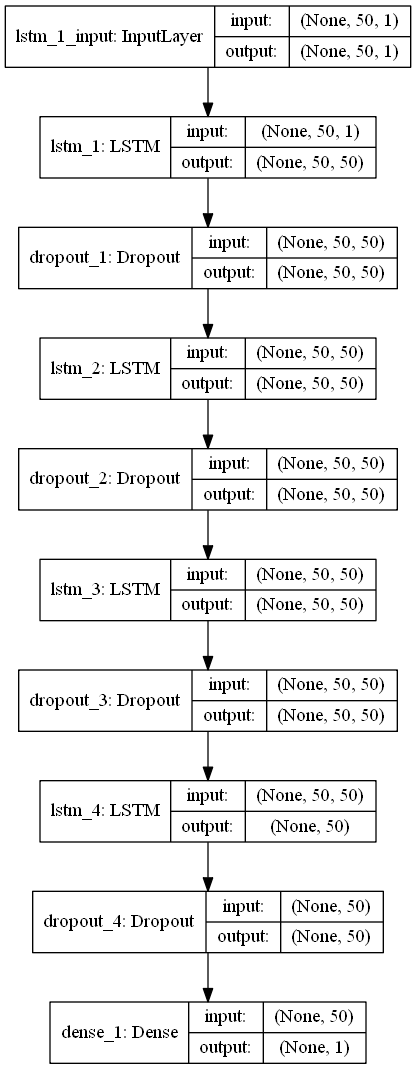 lstm_1_input: InputLayer
input: (None, 50, 1)
output: (None, 50, 1)
lstm_1: LSTM
input: (None, 50, 1)
output: (None, 50, 50)
dropout_1: Dropout
input: (None, 50, 50)
output: (None, 50, 50)
lstm_2: LSTM
input: (None, 50, 50)
output: (None, 50, 50)
dropout_2: Dropout
input: (None, 50, 50)
output: (None, 50, 50)
lstm_3: LSTM
input: (None, 50, 50)
output: (None, 50, 50)
dropout_3: Dropout
input: (None, 50, 50)
output: (None, 50, 50)
lstm_4: LSTM
input: (None, 50, 50)
output: (None, 50)
dropout_4: Dropout
input: (None, 50)
output: (None, 50)
dense_1: Dense
input: (None, 50)
output: (None, 1)